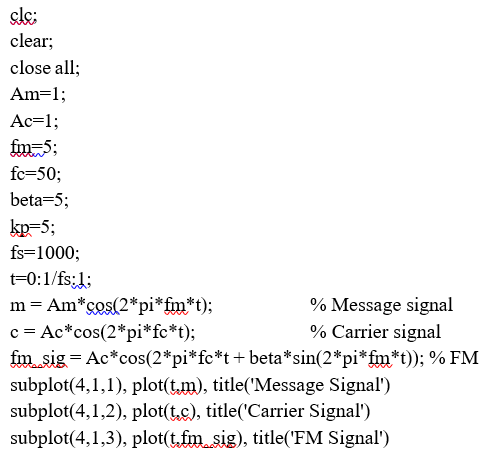 clc;
clear;
close all;
Am=1;
Ac=1;
fm=5;
fc=50;
beta=5;
kp=5;
fs=1000;
t=0:1/fs:1;
m = Am*cos(2*pi*fm*t); % Message signal
c = Ac*cos(2*pi*fc*t); % Carrier signal
fm_sig = Ac*cos(2*pi*fc*t + beta*sin(2*pi*fm*t)); % FM
subplot(4,1,1), plot(t,m), title('Message Signal')
subplot(4,1,2), plot(t,c), title('Carrier Signal')
subplot(4,1,3), plot(t,fm_sig), title('FM Signal')